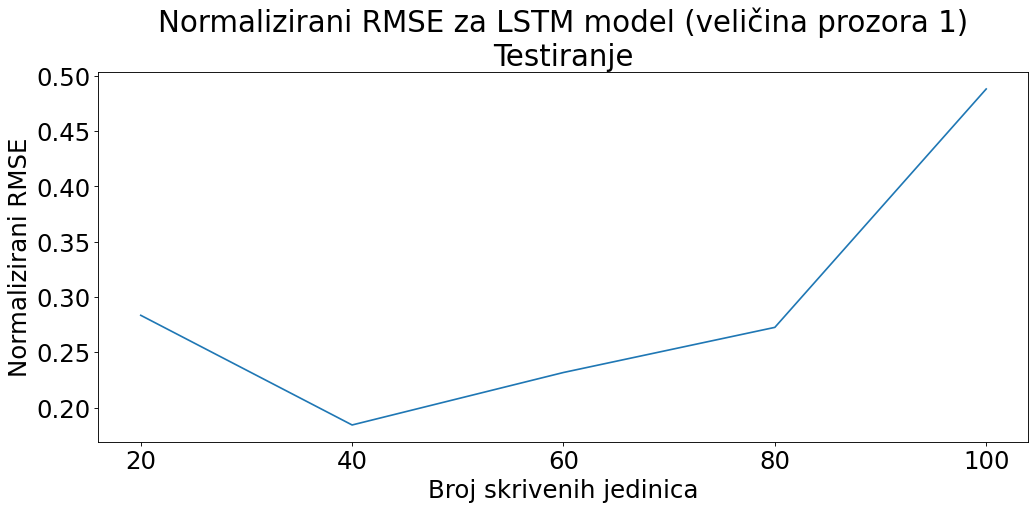 Normalizirani RMSE za LSTM model (veličina prozora 1)
Testiranje
Normalizirani RMSE
0.50
0.45
0.40
0.35
0.30
0.25
0.20
20 40 60 80 100
Broj skrivenih jedinica